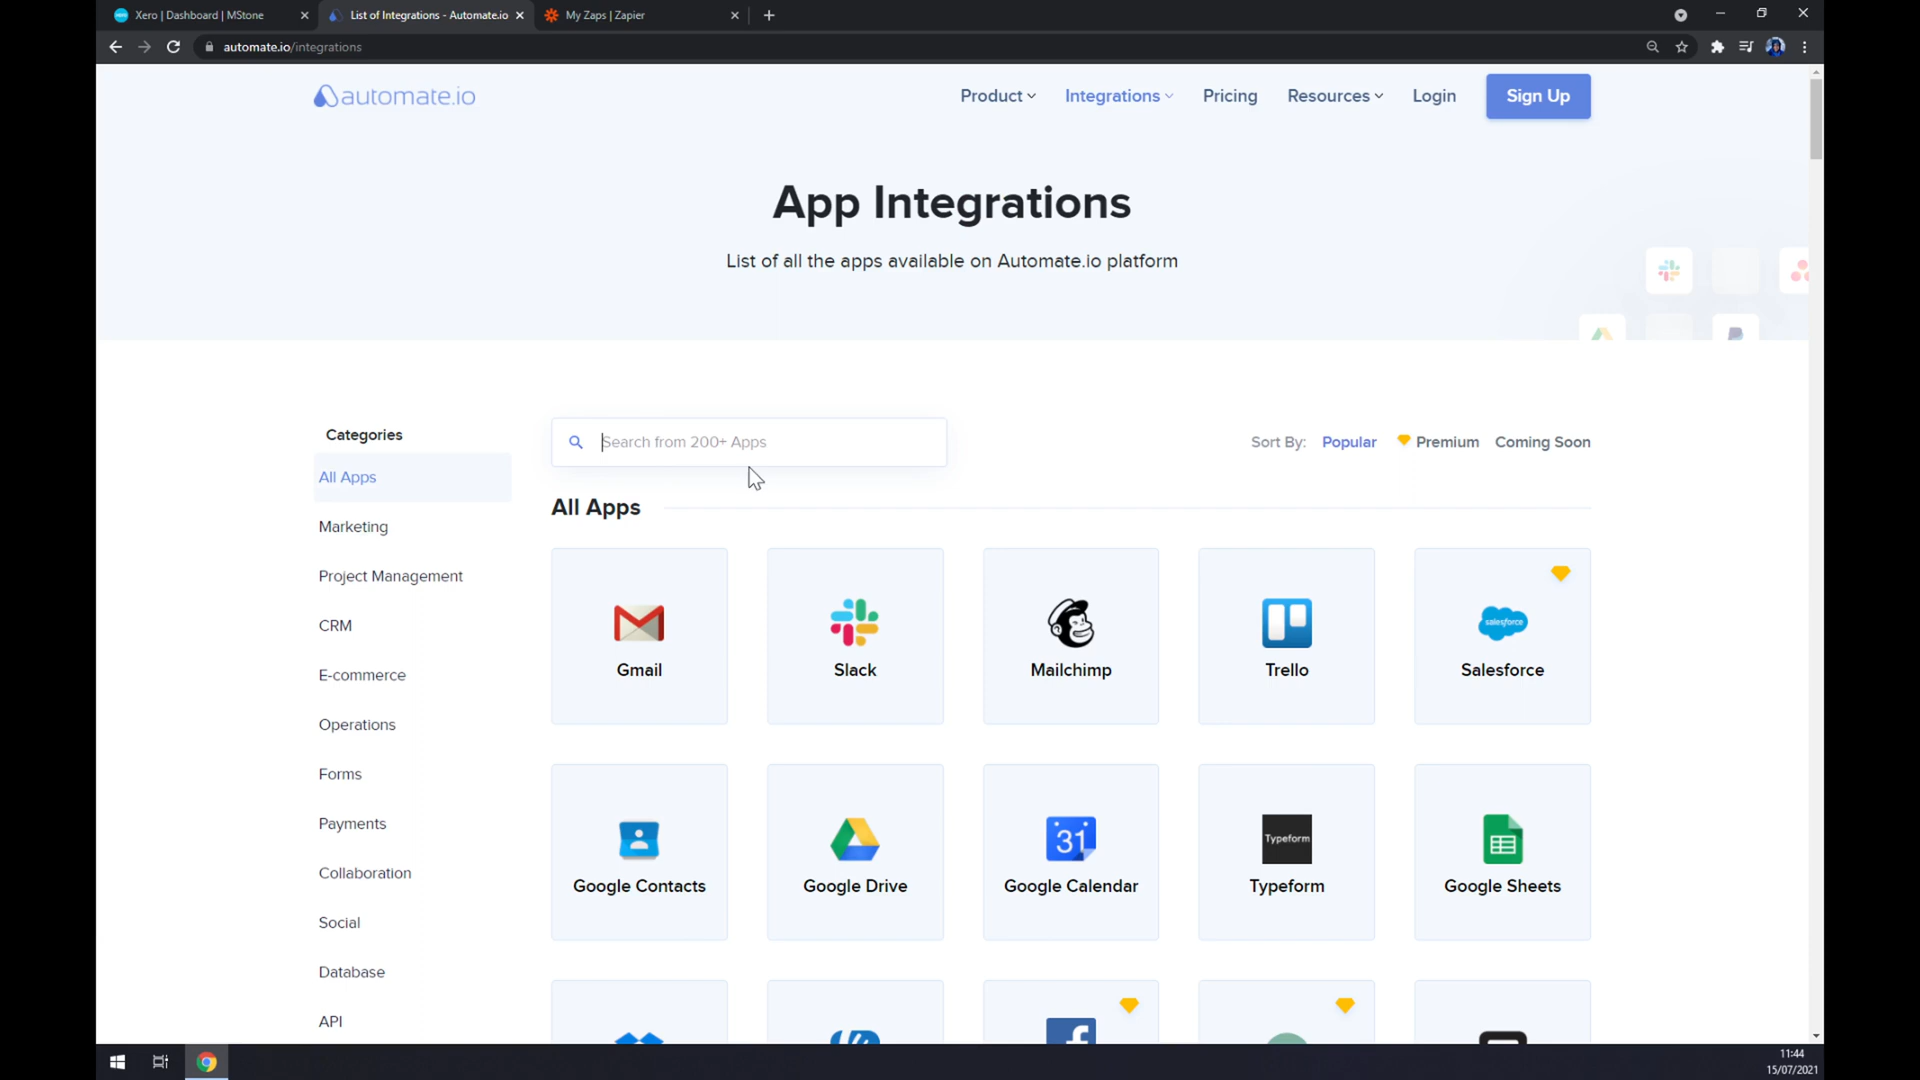 Xero | Dashboard | MStone
List of Integrations - Automate.io
My Zaps | Zapier
automate.io/integrations
automate.io
Product
Integrations
Pricing
Resources
Login
Sign Up
App Integrations
List of all the apps available on Automate.io platform
Categories
All Apps
Marketing
Project Management
CRM
E-commerce
Operations
Forms
Payments
Collaboration
Social
Database
API
Search from 200+ Apps
Sort By: Popular Premium Coming Soon
All Apps
Gmail
Slack
Mailchimp
Trello
salesforce
Salesforce
Google Contacts
Google Drive
31
Google Calendar
Typeform
Typeform
Google Sheets
11:44
15/07/2021